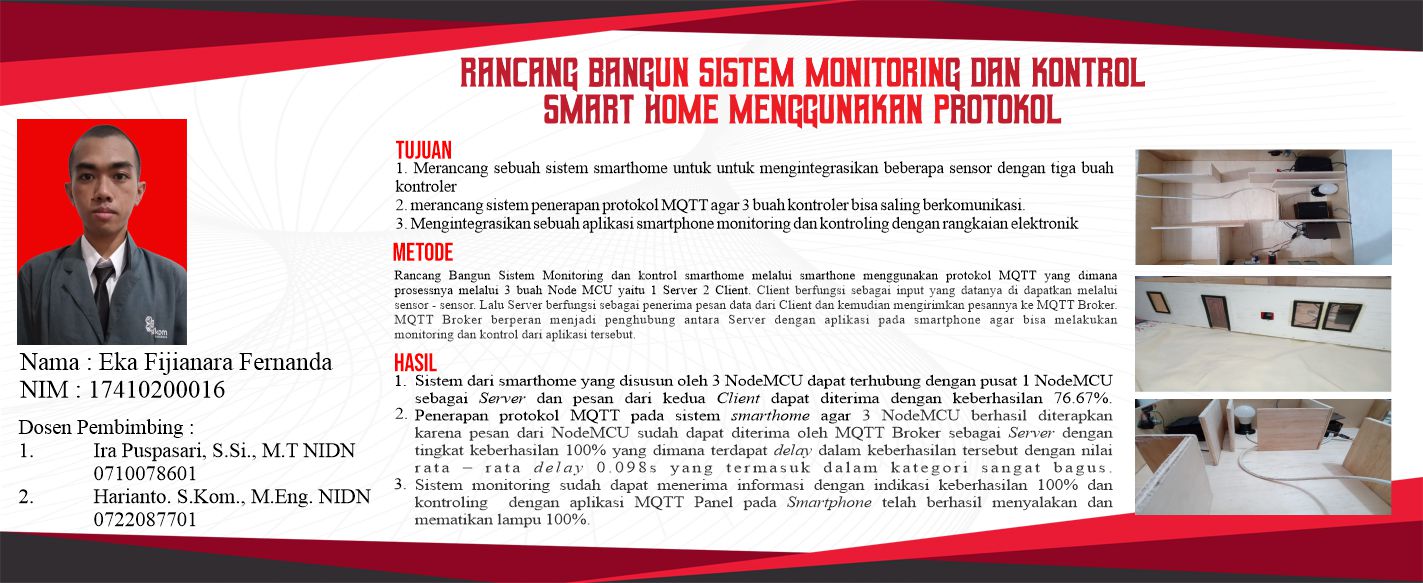 RANCANG BANGUN SISTEM MONITORING DAN KONTROL
SMART HOME MENGGUNAKAN PROTOKOL
TUJUAN
1. Merancang sebuah sistem smarthome untuk untuk mengintegrasikan beberapa sensor dengan tiga buah
kontroler
2. merancang sistem penerapan protokol MQTT agar 3 buah kontroler bisa saling berkomunikasi.
3. Mengintegrasikan sebuah aplikasi smartphone monitoring dan kontroling dengan rangkaian elektronik
METODE
Rancang Bangun Sistem Monitoring dan kontrol smarthome melalui smarthone menggunakan protokol MQTT yang dimana
prosessnya melalui 3 buah Node MCU yaitu 1 Server 2 Client. Client berfungsi sebagai input yang datanya di dapatkan melalui
sensor - sensor. Lalu Server berfungsi sebagai penerima pesan data dari Client dan kemudian mengirimkan pesannya ke MQTT Broker.
MQTT Broker berperan menjadi penghubung antara Server dengan aplikasi pada smartphone agar bisa melakukan
monitoring dan kontrol dari aplikasi tersebut.
HASIL
1. Sistem dari smarthome yang disusun oleh 3 NodeMCU dapat terhubung dengan pusat 1 NodeMCU
sebagai Server dan pesan dari kedua Client dapat diterima dengan keberhasilan 76.67%.
2. Penerapan protokol MQTT pada sistem smarthome agar 3 NodeMCU berhasil diterapkan
karena pesan dari NodeMCU sudah dapat diterima oleh MQTT Broker sebagai Server dengan
tingkat keberhasilan 100% yang dimana terdapat delay dalam keberhasilan tersebut dengan nilai
rata – rata delay 0.098s yang termasuk dalam kategori sangat bagus.
3. Sistem monitoring sudah dapat menerima informasi dengan indikasi keberhasilan 100% dan
kontroling dengan aplikasi MQTT Panel pada Smartphone telah berhasil menyalakan dan
mematikan lampu 100%.
Nama : Eka Fijianara Fernanda
NIM : 17410200016
Dosen Pembimbing :
1. Ira Puspasari, S.Si., M.T NIDN
0710078601
2. Harianto. S.Kom., M.Eng. NIDN
0722087701